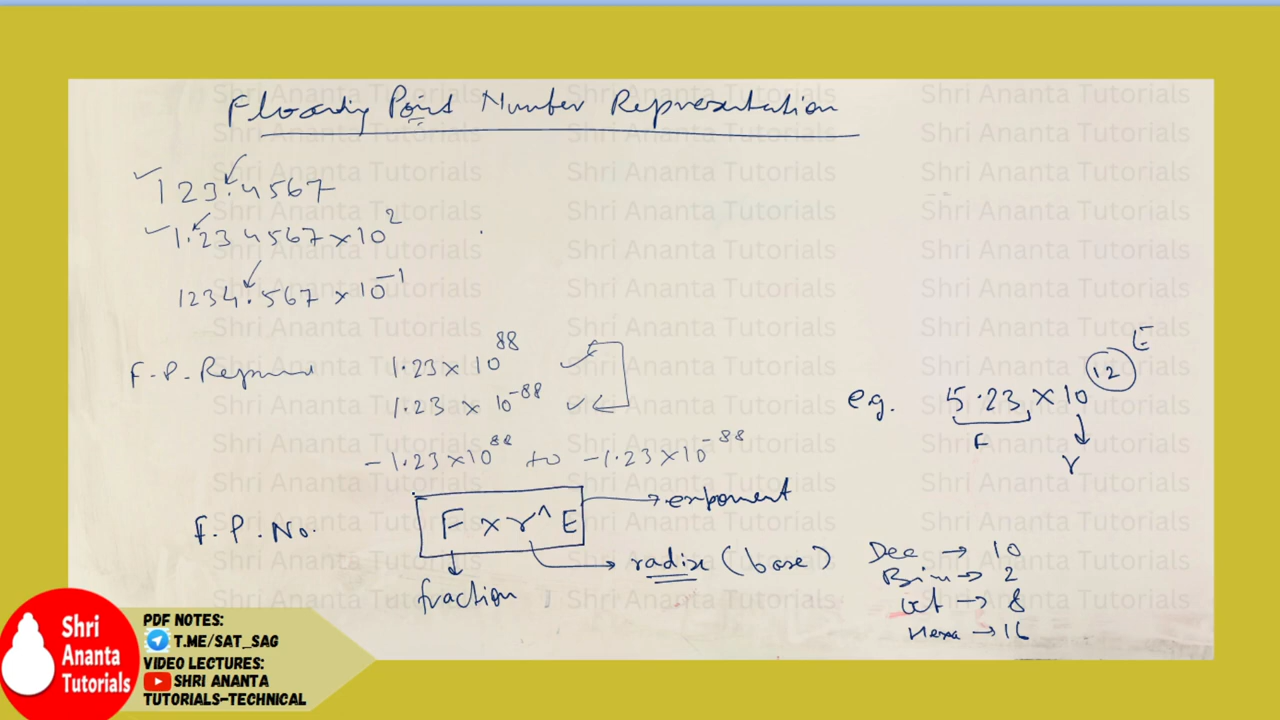 Floating Point Number Representation
123.4567
1.234567 × 10^2
1234.567 × 10^-1
F.P. 1.23 × 10^88
1.23 × 10^-88
-1.23 × 10^88 to -1.23 × 10^-88
F.P. No. F × r^E → exponent
→ radix (base)
fraction
e.g. 5.23 × 10^12 E
F r
Dec → 10
Bin → 2
Oct → 8
Hexa → 16
Shri Ananta Tutorials
PDF NOTES:
T.ME/SAT_SAG
VIDEO LECTURES:
SHRI ANANTA
TUTORIALS-TECHNICAL